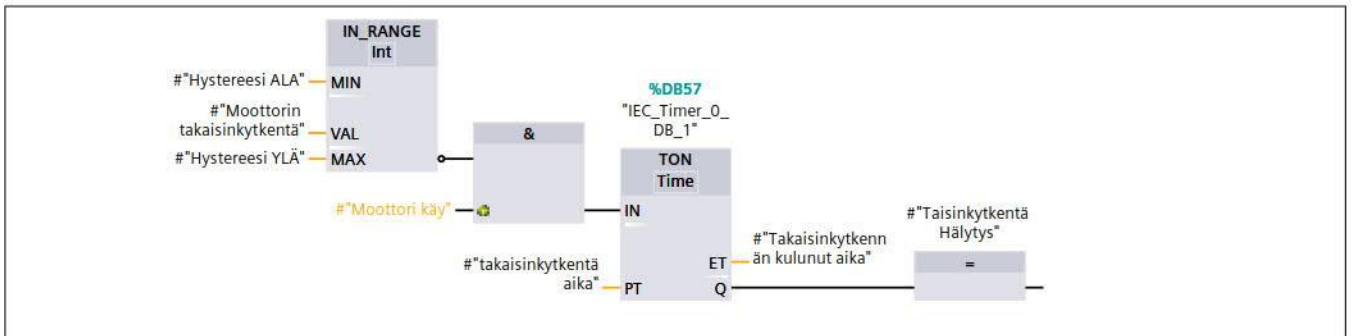 IN_RANGE
Int
#"Hystereesi ALA"
MIN
#"Moottorin
takaisinkytkentä"
VAL
#"Hystereesi YLÄ"
MAX
&
#"Moottori käy"
%DB57
"IEC_Timer_0_
DB_1"
TON
Time
IN
#"takaisinkytkentä
aika"
PT
ET
#"Takaisinkytkenn
än kulunut aika"
Q
#"Taisinkytkentä
Hälytys"
=